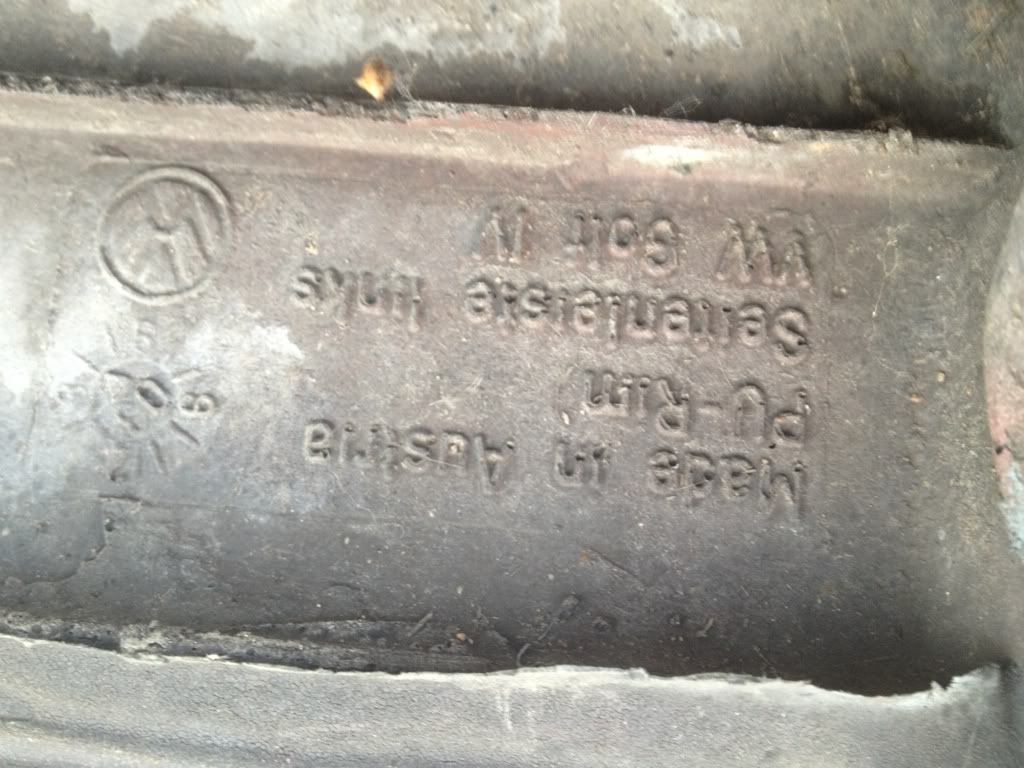 Made in Austria
PU-Rim
Seitenleiste links
VW Golf IV